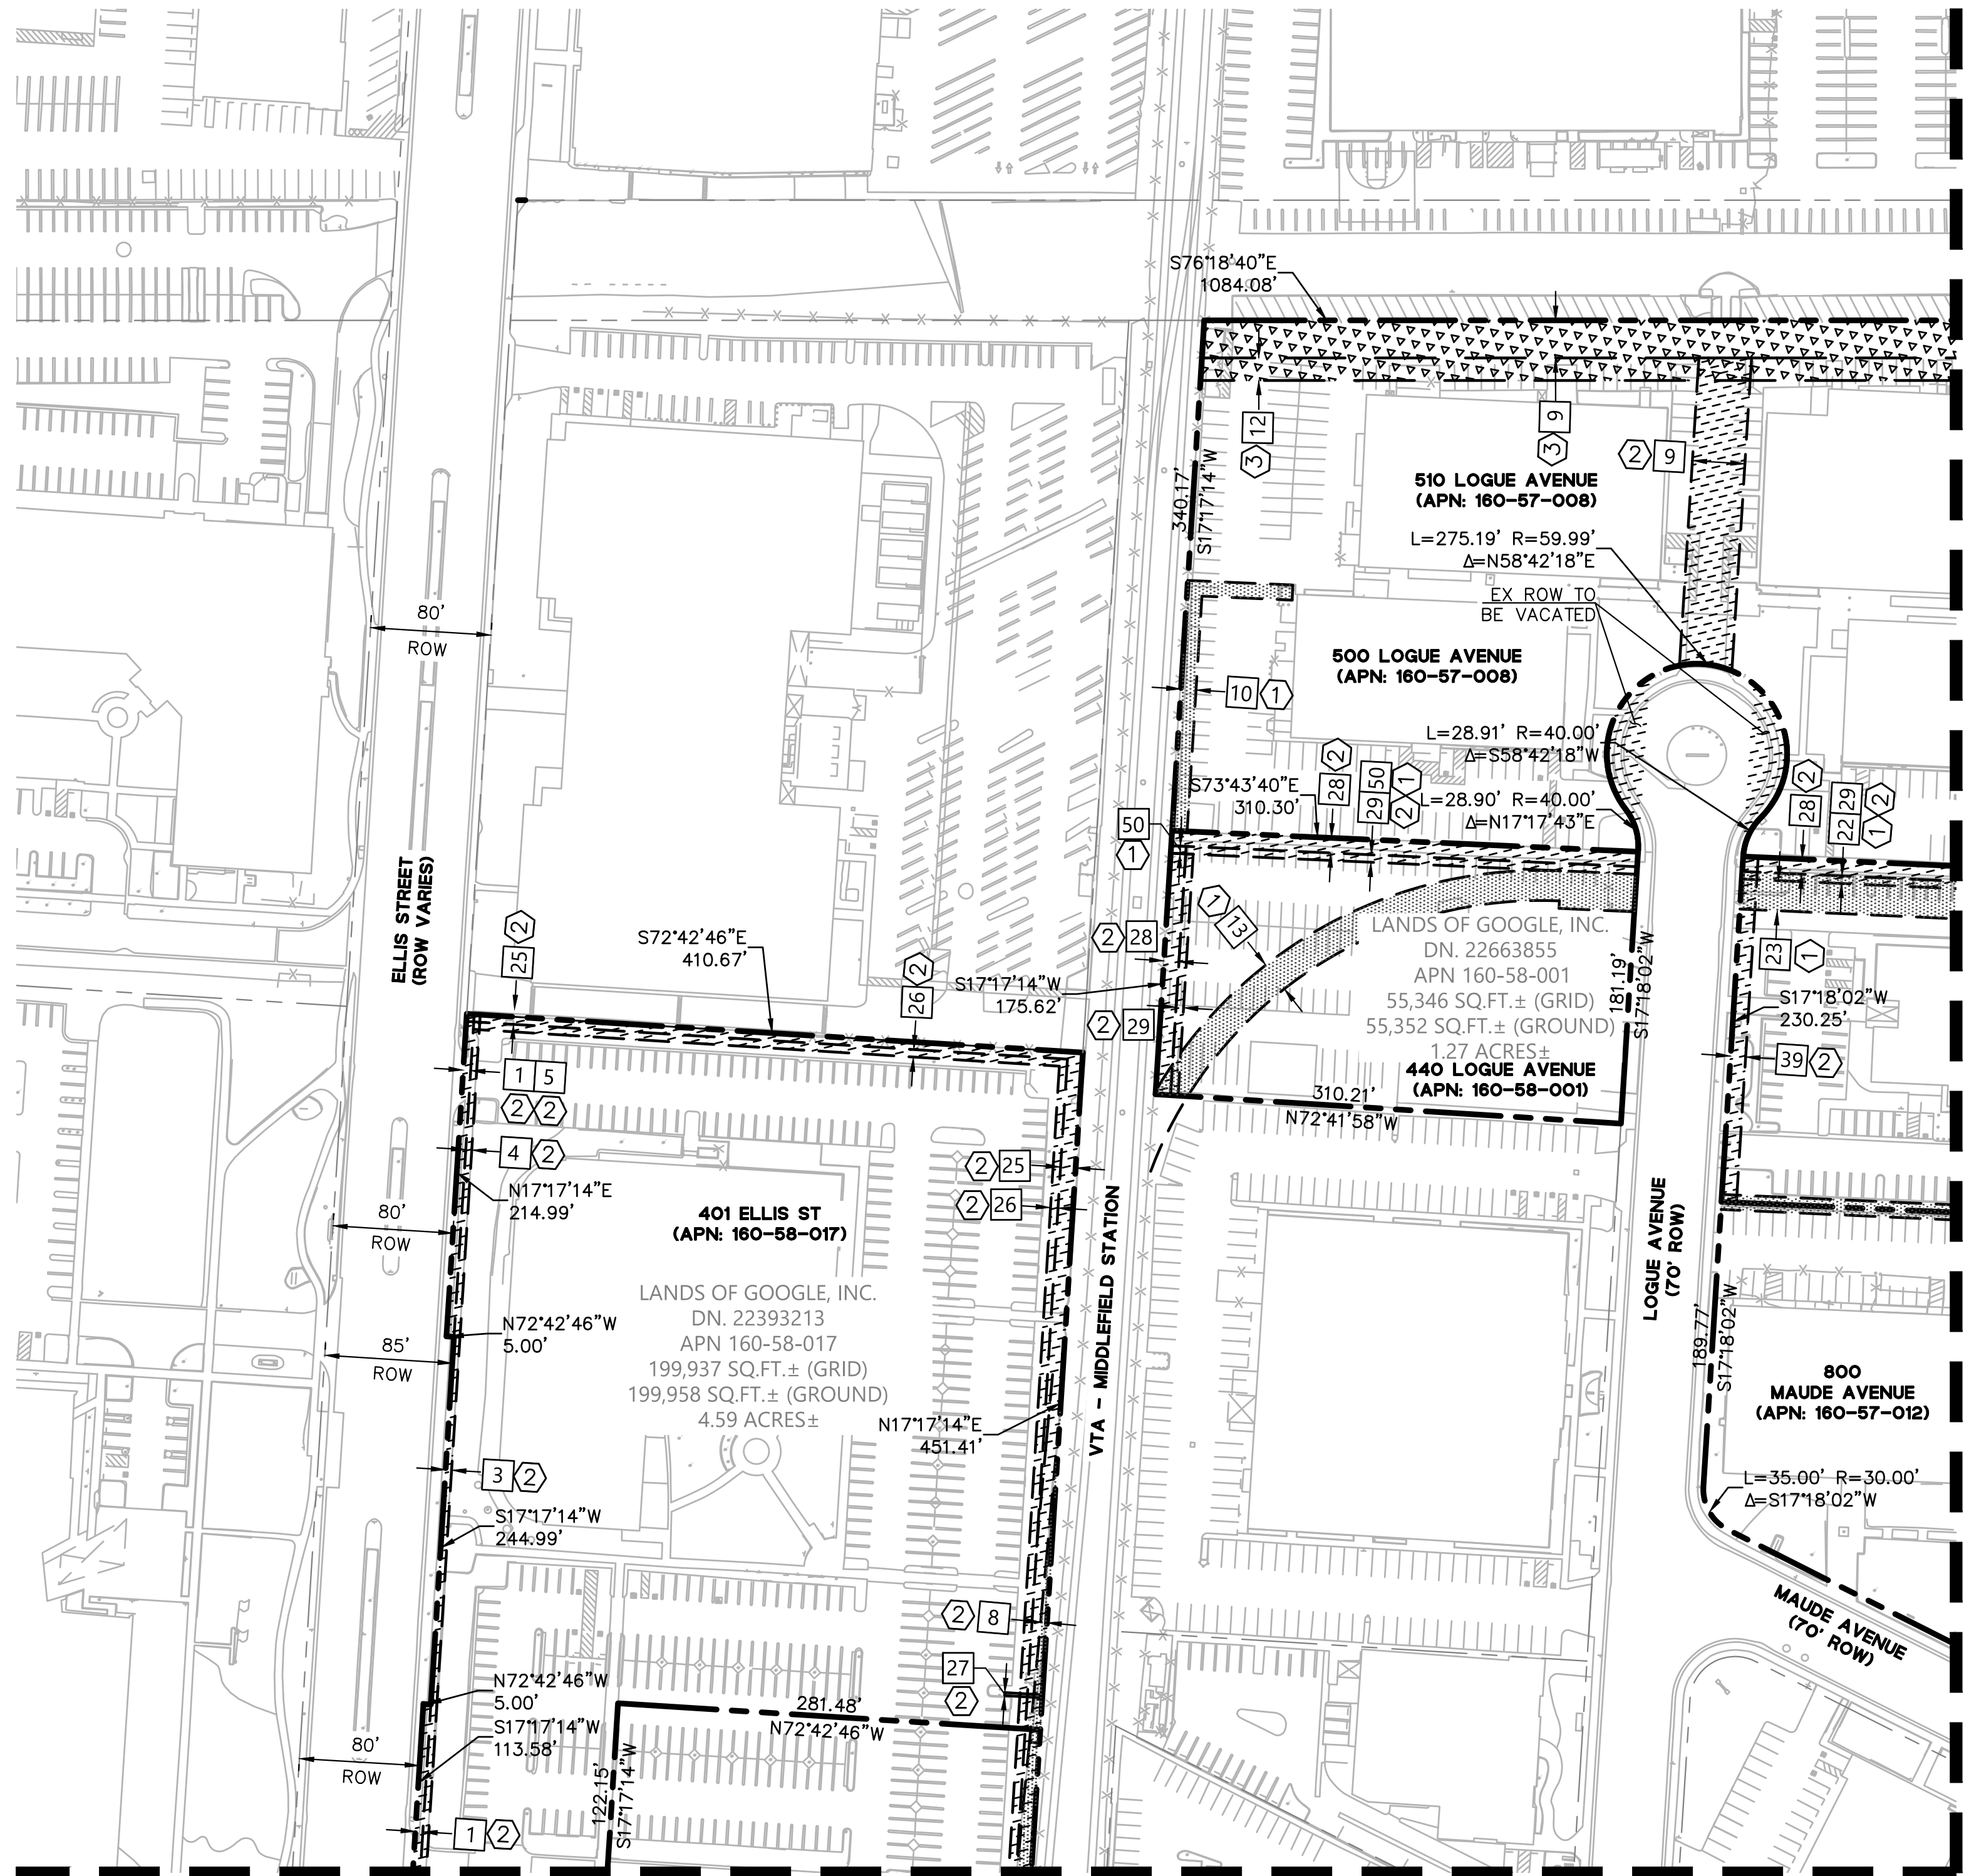 S76°18'40"E
1084.08'
12
3
9
3
2
9
510 LOGUE AVENUE
(APN: 160-57-008)
340.17'
S17°17'14"W
L=275.19' R=59.99'
Δ=N58°42'18"E
EX ROW TO
BE VACATED
80'
ROW
500 LOGUE AVENUE
(APN: 160-57-008)
10
1
L=28.91' R=40.00'
Δ=S58°42'18"W
S73°43'40"E
310.30'
28
2
29
50
2
1
L=28.90' R=40.00'
Δ=N17°17'43"E
28
2
22
29
1
2
50
1
ELLIS STREET
(ROW VARIES)
25
2
S72°42'46"E
410.67'
26
2
2
28
1
13
S17°17'14"W
175.62'
2
29
LANDS OF GOOGLE, INC.
DN. 22663855
APN 160-58-001
55,346 SQ.FT.± (GRID)
55,352 SQ.FT.± (GROUND)
1.27 ACRES±
440 LOGUE AVENUE
(APN: 160-58-001)
181.19'
S17°18'02"W
23
1
S17°18'02"W
230.25'
39
2
310.21'
N72°41'58"W
1
5
2
2
4
2
N17°17'14"E
214.99'
80'
ROW
2
25
2
26
401 ELLIS ST
(APN: 160-58-017)
VTA - MIDDLEFIELD STATION
LOGUE AVENUE
(70' ROW)
LANDS OF GOOGLE, INC.
DN. 22393213
APN 160-58-017
199,937 SQ.FT.± (GRID)
199,958 SQ.FT.± (GROUND)
4.59 ACRES±
N72°42'46"W
5.00'
85'
ROW
189.77'
S17°18'02"W
800
MAUDE AVENUE
(APN: 160-57-012)
N17°17'14"E
451.41'
3
2
L=35.00' R=30.00'
Δ=S17°18'02"W
S17°17'14"W
244.99'
2
8
MAUDE AVENUE
(70' ROW)
27
2
N72°42'46"W
5.00'
S17°17'14"W
113.58'
80'
ROW
281.48'
N72°42'46"W
122.15'
S17°17'14"W
1
2